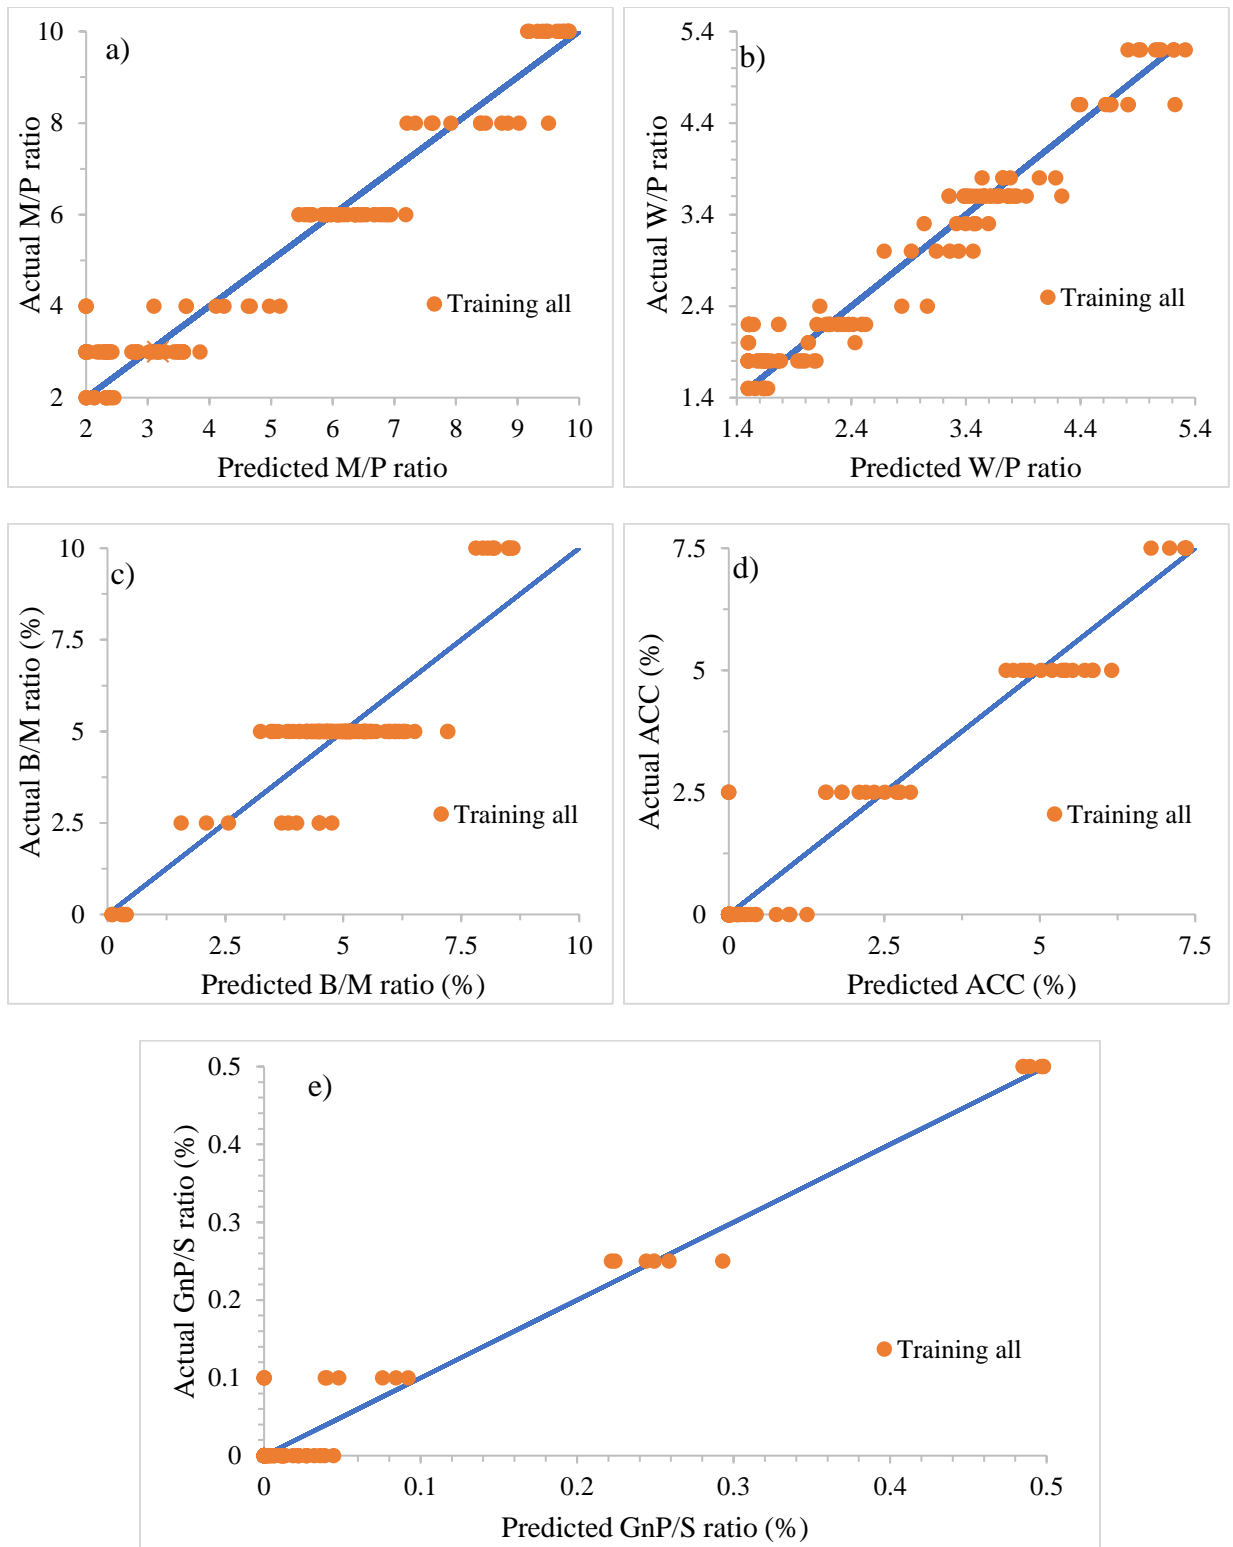 a)
Actual M/P ratio
10
8
6
4
2
2 3 4 5 6 7 8 9 10
Predicted M/P ratio
Training all
b)
Actual W/P ratio
5.4
4.4
3.4
2.4
1.4
1.4 2.4 3.4 4.4 5.4
Predicted W/P ratio
Training all
c)
Actual B/M ratio (%)
10
7.5
5
2.5
0
0 2.5 5 7.5 10
Predicted B/M ratio (%)
Training all
d)
Actual ACC (%)
7.5
5
2.5
0
0 2.5 5 7.5
Predicted ACC (%)
Training all
e)
Actual GnP/S ratio (%)
0.5
0.4
0.3
0.2
0.1
0
0 0.1 0.2 0.3 0.4 0.5
Predicted GnP/S ratio (%)
Training all